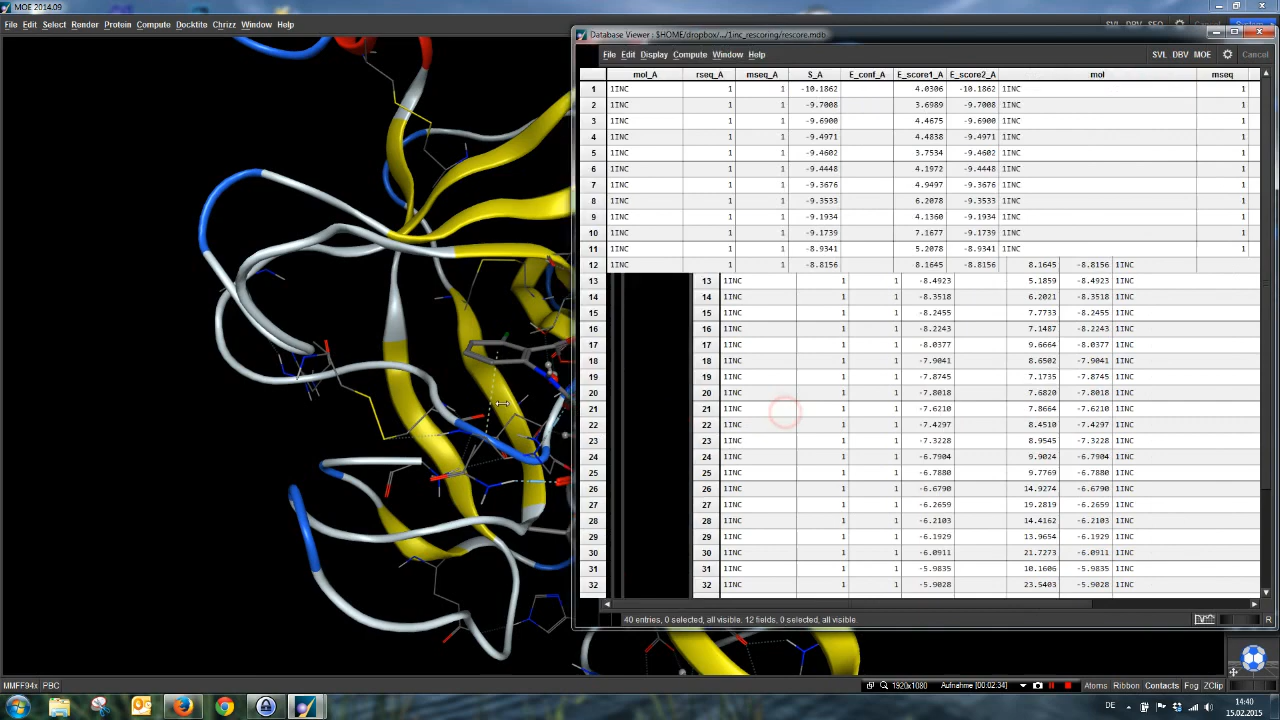 MOE 2014.09
File Edit Select Render Protein Compute Docktite Chrizz Window Help
SVL DBV SEQ Cancel System
Database Viewer : $HOME/dropbox/.../1inc_rescoring/rescore.mdb
File Edit Display Compute Window Help SVL DBV MOE Cancel
mol_A rseq_A mseq_A S_A E_conf_A E_score1_A E_score2_A mol mseq
1 1INC 1 1 -10.1862 4.0306 -10.1862 1INC 1
2 1INC 1 1 -9.7008 3.6989 -9.7008 1INC 1
3 1INC 1 1 -9.6900 4.4675 -9.6900 1INC 1
4 1INC 1 1 -9.4971 4.4838 -9.4971 1INC 1
5 1INC 1 1 -9.4602 3.7534 -9.4602 1INC 1
6 1INC 1 1 -9.4448 4.1972 -9.4448 1INC 1
7 1INC 1 1 -9.3676 4.9497 -9.3676 1INC 1
8 1INC 1 1 -9.3533 6.2078 -9.3533 1INC 1
9 1INC 1 1 -9.1934 4.1360 -9.1934 1INC 1
10 1INC 1 1 -9.1739 7.1677 -9.1739 1INC 1
11 1INC 1 1 -8.9341 5.2078 -8.9341 1INC 1
12 1INC 1 1 -8.8156 8.1645 -8.8156 8.1645 -8.8156 1INC
13 13 1INC 1 1 -8.4923 5.1859 -8.4923 1INC
14 14 1INC 1 1 -8.3518 6.2021 -8.3518 1INC
15 15 1INC 1 1 -8.2455 7.7733 -8.2455 1INC
16 16 1INC 1 1 -8.2243 7.1487 -8.2243 1INC
17 17 1INC 1 1 -8.0377 9.6664 -8.0377 1INC
18 18 1INC 1 1 -7.9041 8.6502 -7.9041 1INC
19 19 1INC 1 1 -7.8745 7.1735 -7.8745 1INC
20 20 1INC 1 1 -7.8018 7.6820 -7.8018 1INC
21 21 1INC 1 1 -7.6210 7.8664 -7.6210 1INC
22 22 1INC 1 1 -7.4297 8.4510 -7.4297 1INC
23 23 1INC 1 1 -7.3228 8.9545 -7.3228 1INC
24 24 1INC 1 1 -6.7904 9.9024 -6.7904 1INC
25 25 1INC 1 1 -6.7880 9.7769 -6.7880 1INC
26 26 1INC 1 1 -6.6790 14.9274 -6.6790 1INC
27 27 1INC 1 1 -6.2659 19.2819 -6.2659 1INC
28 28 1INC 1 1 -6.2103 14.4162 -6.2103 1INC
29 29 1INC 1 1 -6.1929 13.9654 -6.1929 1INC
30 30 1INC 1 1 -6.0911 21.7273 -6.0911 1INC
31 31 1INC 1 1 -5.9835 10.1606 -5.9835 1INC
32 32 1INC 1 1 -5.9028 23.5403 -5.9028 1INC
40 entries, 0 selected, all visible. 12 fields, 0 selected, all visible. R
MMFF94x PBC 1920x1080 Aufnahme [00:02.34] Atoms Ribbon Contacts Fog ZClip
DE 14:40
15.02.2015